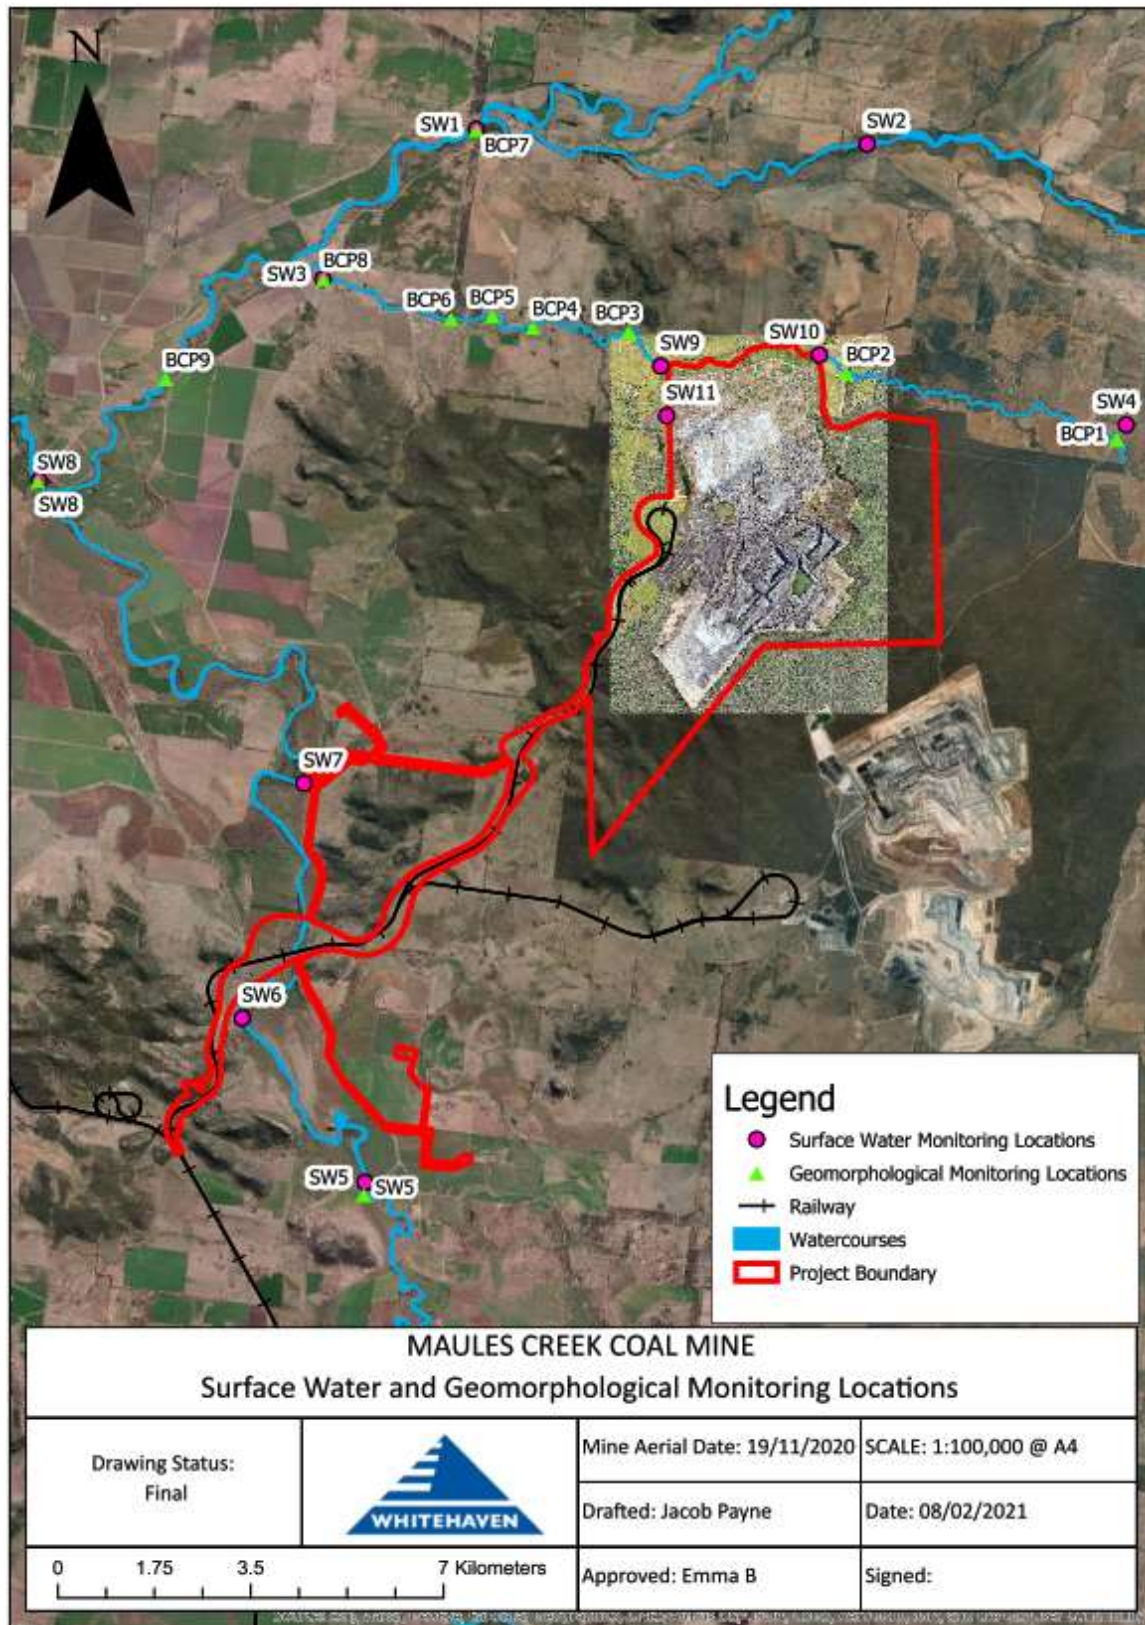 N
SW1
BCP7
SW2
SW3
BCP8
BCP6
BCP5
BCP4
BCP3
SW9
SW10
BCP2
SW11
SW4
BCP1
BCP9
SW8
SW8
SW7
SW6
SW5
SW5
Legend
Surface Water Monitoring Locations
Geomorphological Monitoring Locations
Railway
Watercourses
Project Boundary
MAULES CREEK COAL MINE
Surface Water and Geomorphological Monitoring Locations
Drawing Status:
Final
WHITEHAVEN
Mine Aerial Date: 19/11/2020
SCALE: 1:100,000 @ A4
Drafted: Jacob Payne
Date: 08/02/2021
0 1.75 3.5 7 Kilometers
Approved: Emma B
Signed: